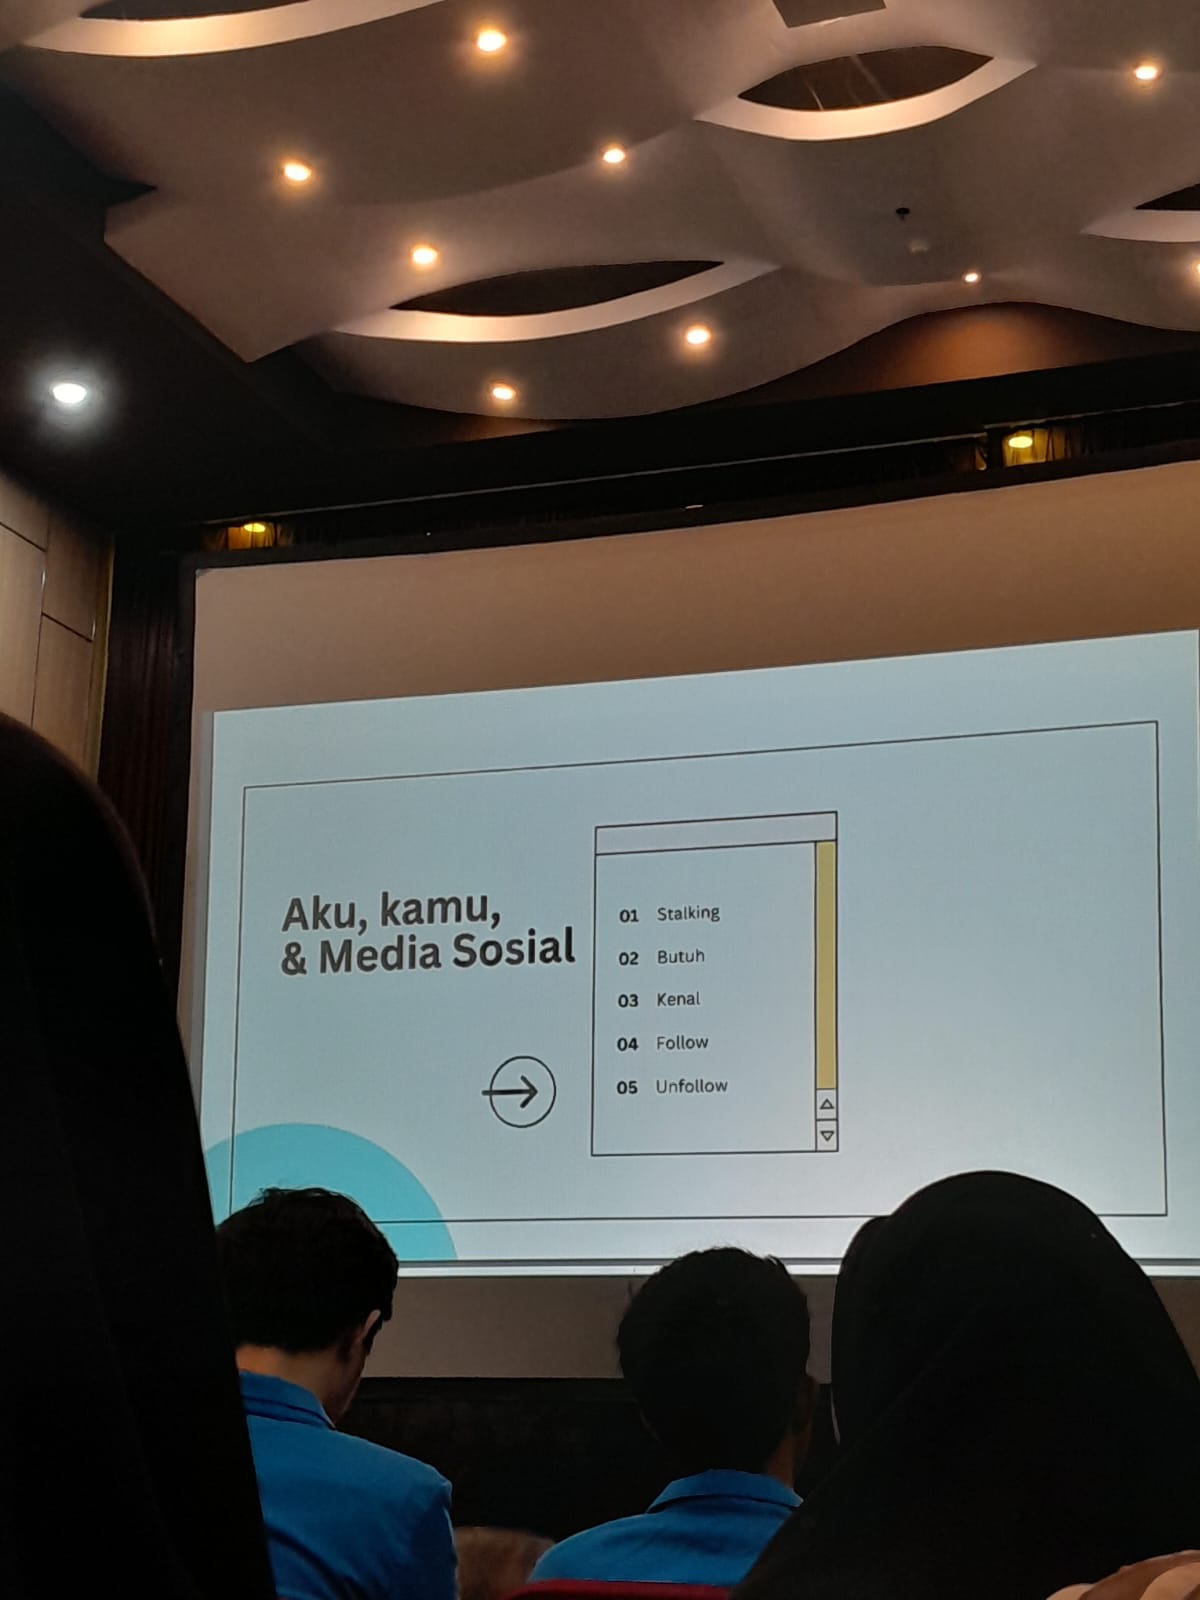 Aku, kamu,
& Media Sosial
01 Stalking
02 Butuh
03 Kenal
04 Follow
05 Unfollow